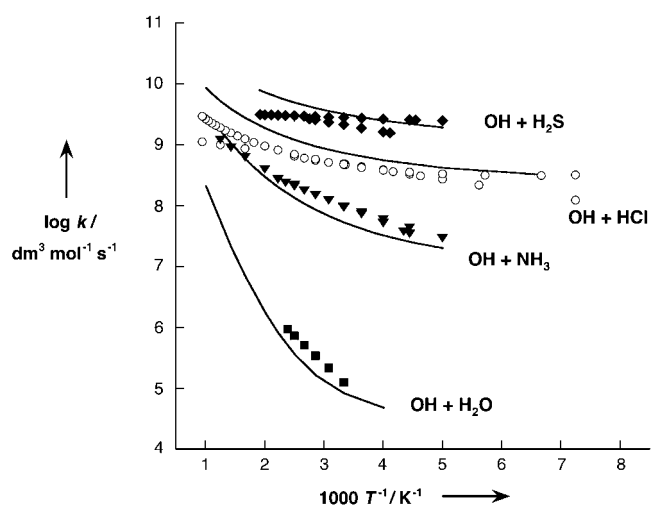 11
10
9
8
7
6
5
4
log k /
dm³ mol⁻¹ s⁻¹
OH + H₂S
OH + HCl
OH + NH₃
OH + H₂O
1 2 3 4 5 6 7 8
1000 T⁻¹/ K⁻¹